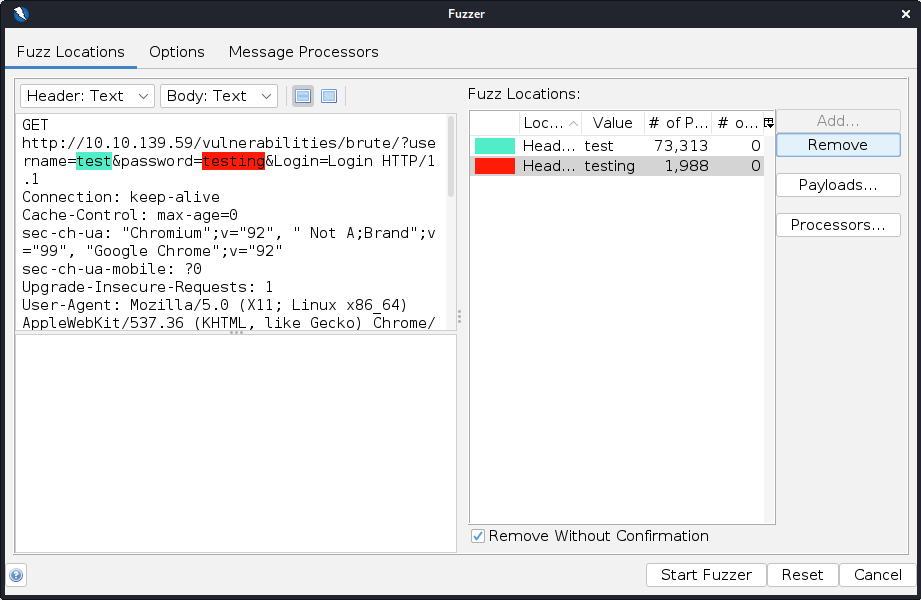 Fuzzer
Fuzz Locations Options Message Processors
Header: Text Body: Text
GET
http://10.10.139.59/vulnerabilities/brute/?use
rname=test&password=testing&Login=Login HTTP/1
.1
Connection: keep-alive
Cache-Control: max-age=0
sec-ch-ua: "Chromium";v="92", " Not A;Brand";v
="99", "Google Chrome";v="92"
sec-ch-ua-mobile: ?0
Upgrade-Insecure-Requests: 1
User-Agent: Mozilla/5.0 (X11; Linux x86_64)
AppleWebKit/537.36 (KHTML, like Gecko) Chrome/
Fuzz Locations:
Loc... Value # of P... # o...
Head... test 73,313 0
Head... testing 1,988 0
Add...
Remove
Payloads...
Processors...
Remove Without Confirmation
Start Fuzzer Reset Cancel